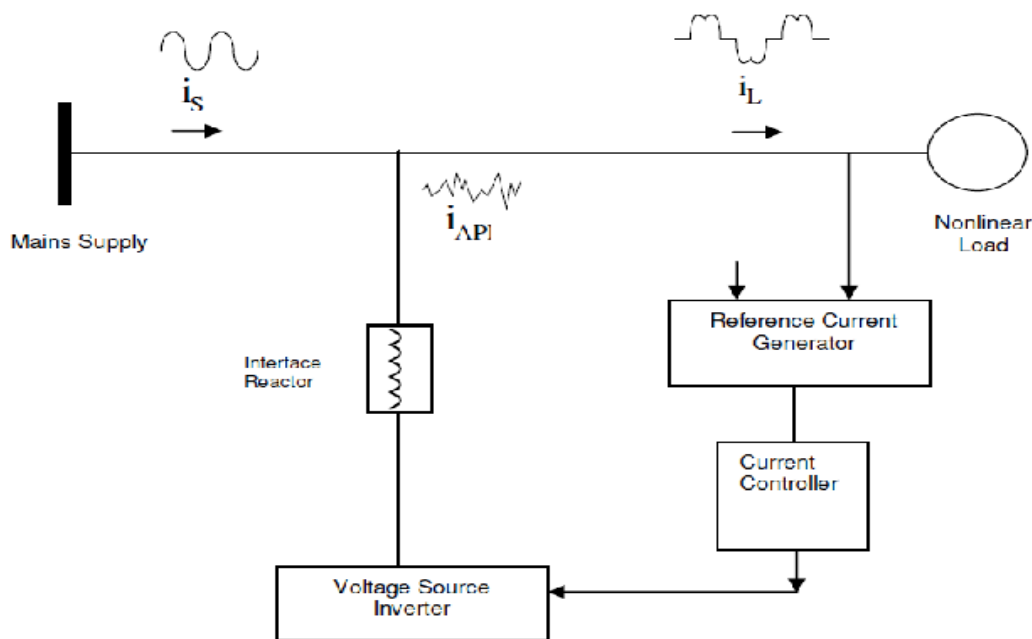 iS
iL
Mains Supply
iAPF
Nonlinear
Load
Reference Current
Generator
Interface
Reactor
Current
Controller
Voltage Source
Inverter